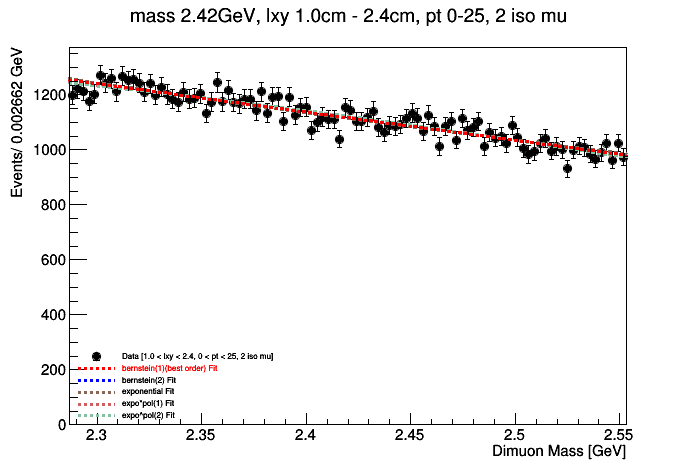 mass 2.42GeV, lxy 1.0cm - 2.4cm, pt 0-25, 2 iso mu
Events/ 0.002662 GeV
1200
1000
800
600
400
200
0
Data [1.0 < lxy < 2.4, 0 < pt < 25, 2 iso mu]
bernstein(1)(best order) Fit
bernstein(2) Fit
exponential Fit
expo*pol(1) Fit
expo*pol(2) Fit
2.3
2.35
2.4
2.45
2.5
2.55
Dimuon Mass [GeV]